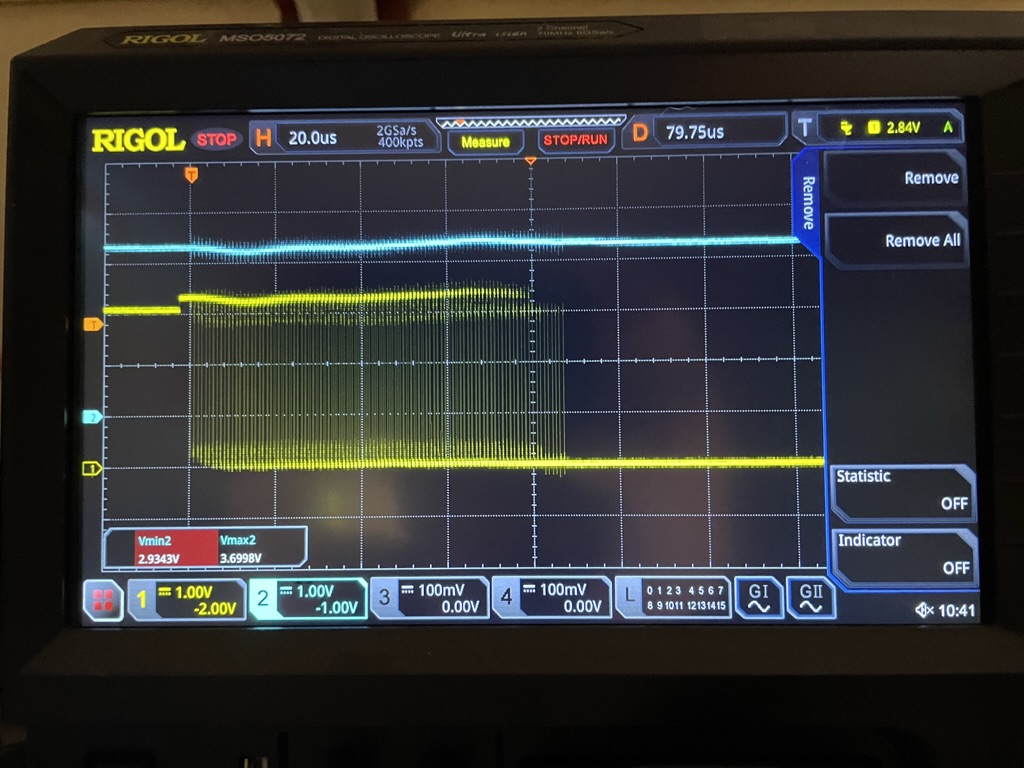 RIGOL MSO5072 DIGITAL OSCILLOSCOPE Ultra Vision 2 Channel
70MHz 8GSa/s
RIGOL STOP H 20.0us 2GSa/s
400kpts Measure STOP/RUN D 79.75us T 1 2.84V A
T
Remove
Remove
Remove All
T
2
1
Statistic
OFF
Indicator
OFF
Vmin2 Vmax2
2.9343V 3.6998V
1 1.00V
-2.00V
2 1.00V
-1.00V
3 100mV
0.00V
4 100mV
0.00V
L 0 1 2 3 4 5 6 7
8 9 10 11 12 13 14 15
GI
GII
10:41